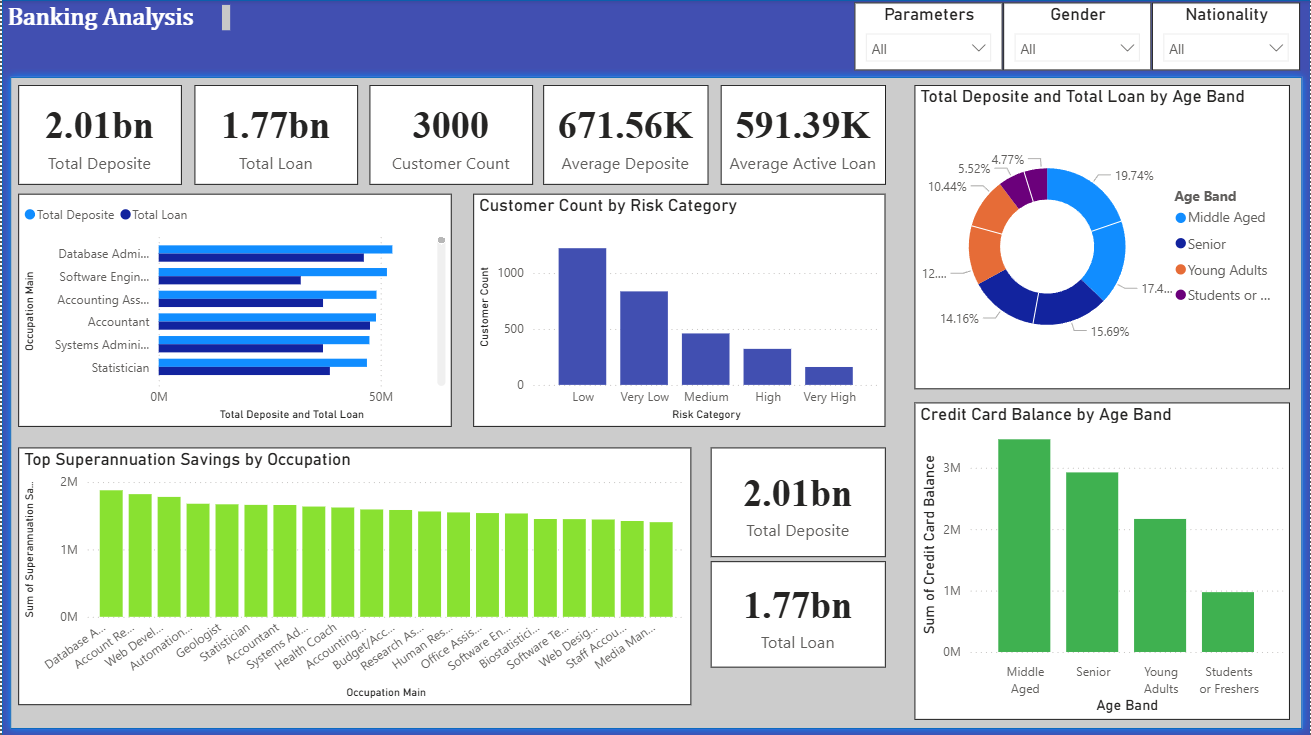 Banking Analysis
Parameters
All
Gender
All
Nationality
All
2.01bn
Total Deposite
1.77bn
Total Loan
3000
Customer Count
671.56K
Average Deposite
591.39K
Average Active Loan
Total Deposite and Total Loan by Age Band
4.77%
5.52%
10.44%
12....
14.16%
15.69%
17.4...
19.74%
Age Band
Middle Aged
Senior
Young Adults
Students or ...
Total Deposite Total Loan
Occupation Main
Database Admi...
Software Engin...
Accounting Ass...
Accountant
Systems Admini...
Statistician
0M 50M
Total Deposite and Total Loan
Customer Count by Risk Category
Customer Count
1000
500
0
Low Very Low Medium High Very High
Risk Category
Top Superannuation Savings by Occupation
Sum of Superannuation Sa...
2M
1M
0M
Database A...
Account Re...
Web Devel...
Automation...
Geologist
Statistician
Accountant
Systems Ad...
Health Coach
Accounting...
Budget/Acc...
Research As...
Human Res...
Office Assis...
Software En...
Biostatistici...
Software Te...
Web Desig...
Staff Accou...
Media Man...
Occupation Main
2.01bn
Total Deposite
1.77bn
Total Loan
Credit Card Balance by Age Band
Sum of Credit Card Balance
3M
2M
1M
0M
Middle
Aged
Senior
Young
Adults
Students
or Freshers
Age Band